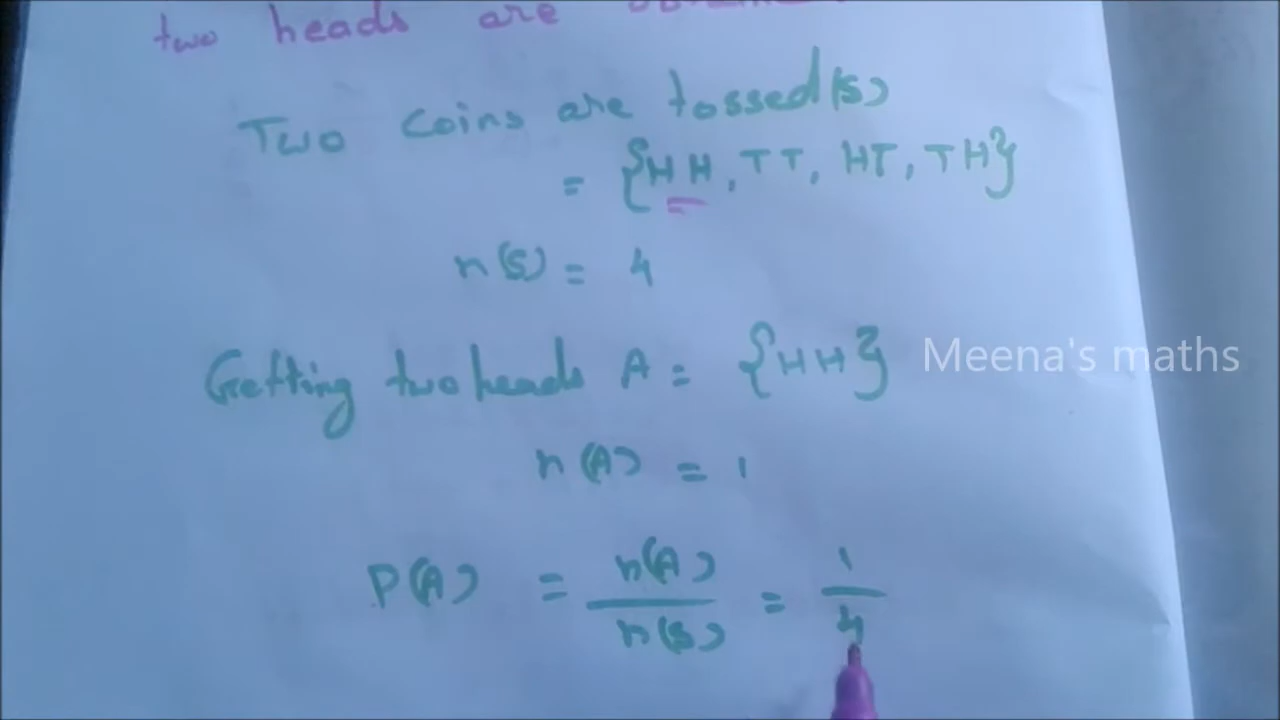 two heads are
Two coins are tossed(s)
= {HH, TT, HT, TH}
n(s) = 4
Getting two heads A = {HH}
Meena's maths
n(A) = 1
P(A) = n(A)/n(s) = 1/4